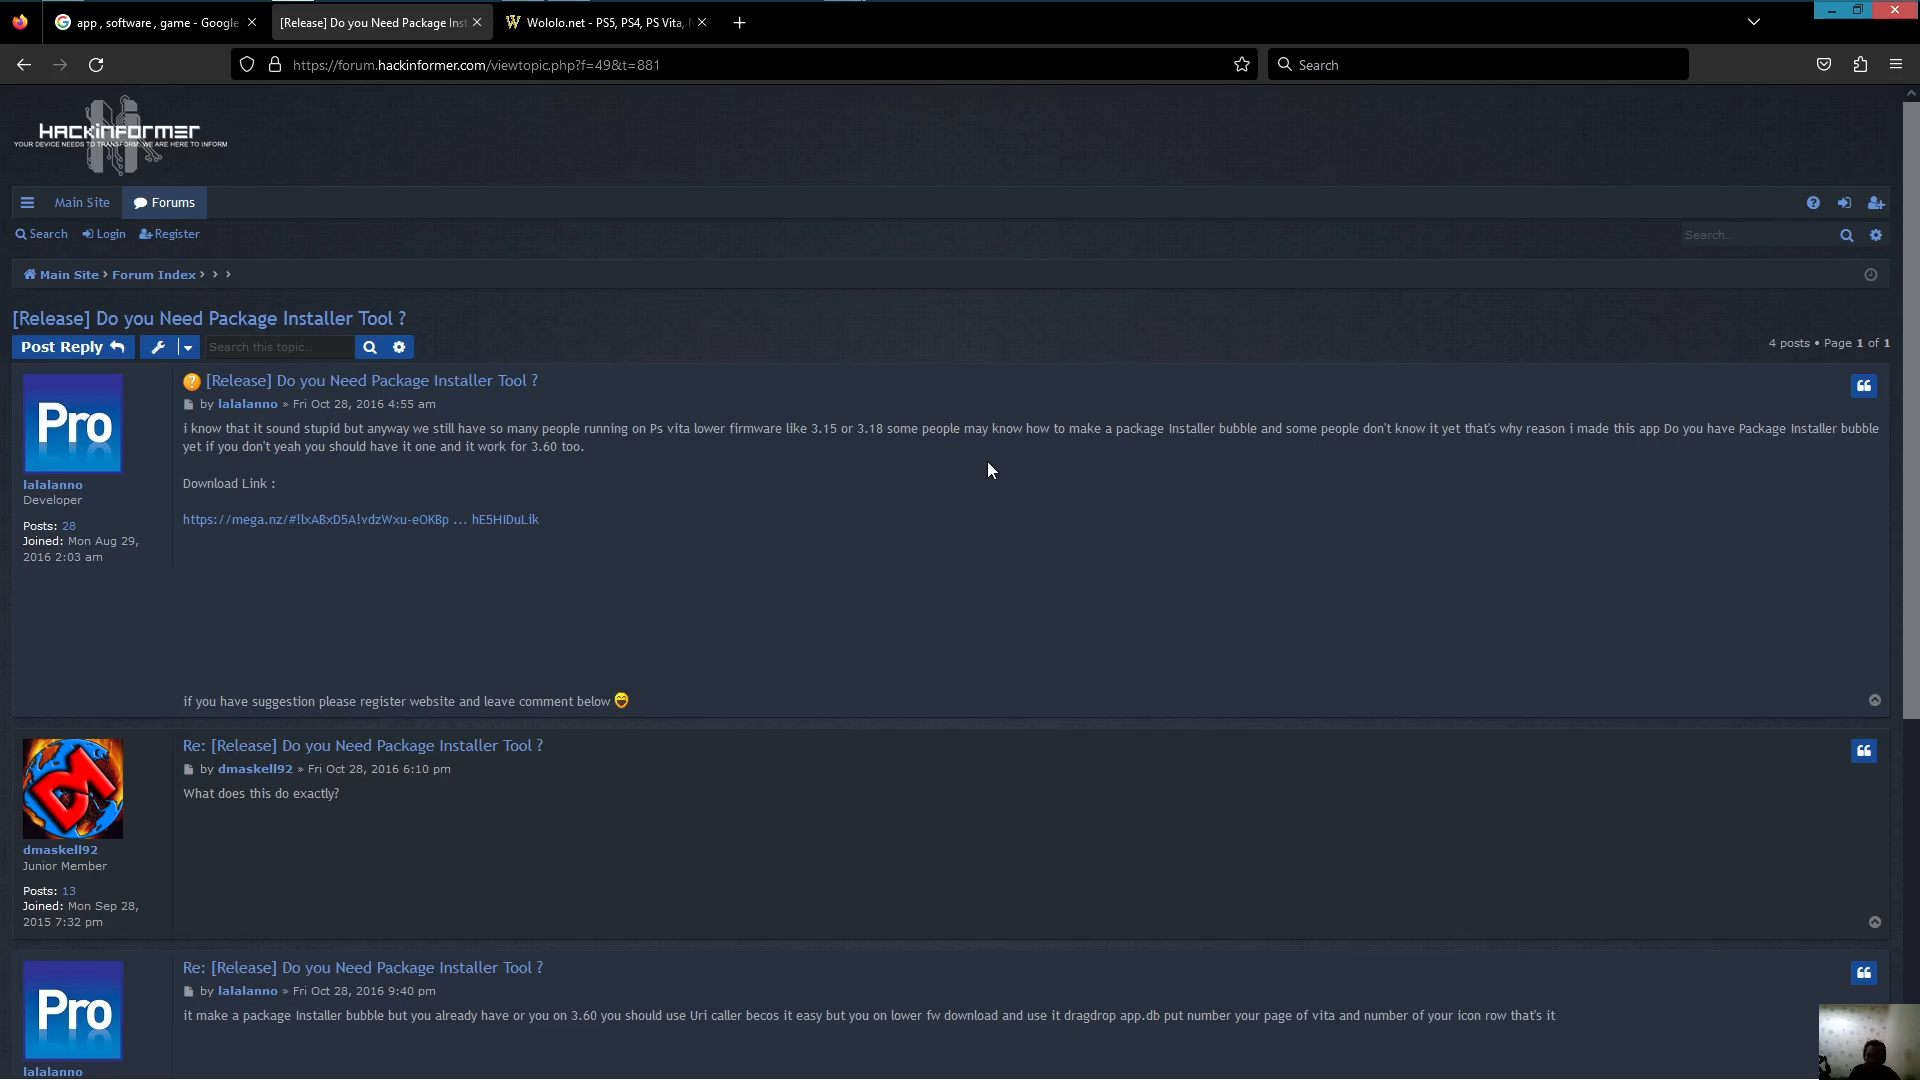 app , software , game - Google
[Release] Do you Need Package Inst
Wololo.net - PS5, PS4, PS Vita,
https://forum.hackinformer.com/viewtopic.php?f=49&t=881
Search
HACKINFORMER
YOUR DEVICE NEEDS TO TRANSFORM, WE ARE HERE TO INFORM
Main Site
Forums
Search
Login
Register
Search...
Main Site
Forum Index
[Release] Do you Need Package Installer Tool ?
Post Reply
Search this topic...
4 posts • Page 1 of 1
Pro
[Release] Do you Need Package Installer Tool ?
by lalalanno » Fri Oct 28, 2016 4:55 am
i know that it sound stupid but anyway we still have so many people running on Ps vita lower firmware like 3.15 or 3.18 some people may know how to make a package Installer bubble and some people don't know it yet that's why reason i made this app Do you have Package Installer bubble
yet if you don't yeah you should have it one and it work for 3.60 too.
Download Link :
https://mega.nz/#!lxABxD5A!vdzWxu-eOKBp ... hE5HIDuLik
lalalanno
Developer
Posts: 28
Joined: Mon Aug 29,
2016 2:03 am
if you have suggestion please register website and leave comment below
Re: [Release] Do you Need Package Installer Tool ?
by dmaskell92 » Fri Oct 28, 2016 6:10 pm
What does this do exactly?
DM
dmaskell92
Junior Member
Posts: 13
Joined: Mon Sep 28,
2015 7:32 pm
Re: [Release] Do you Need Package Installer Tool ?
by lalalanno » Fri Oct 28, 2016 9:40 pm
it make a package Installer bubble but you already have or you on 3.60 you should use Uri caller becos it easy but you on lower fw download and use it dragdrop app.db put number your page of vita and number of your icon row that's it
Pro
lalalanno